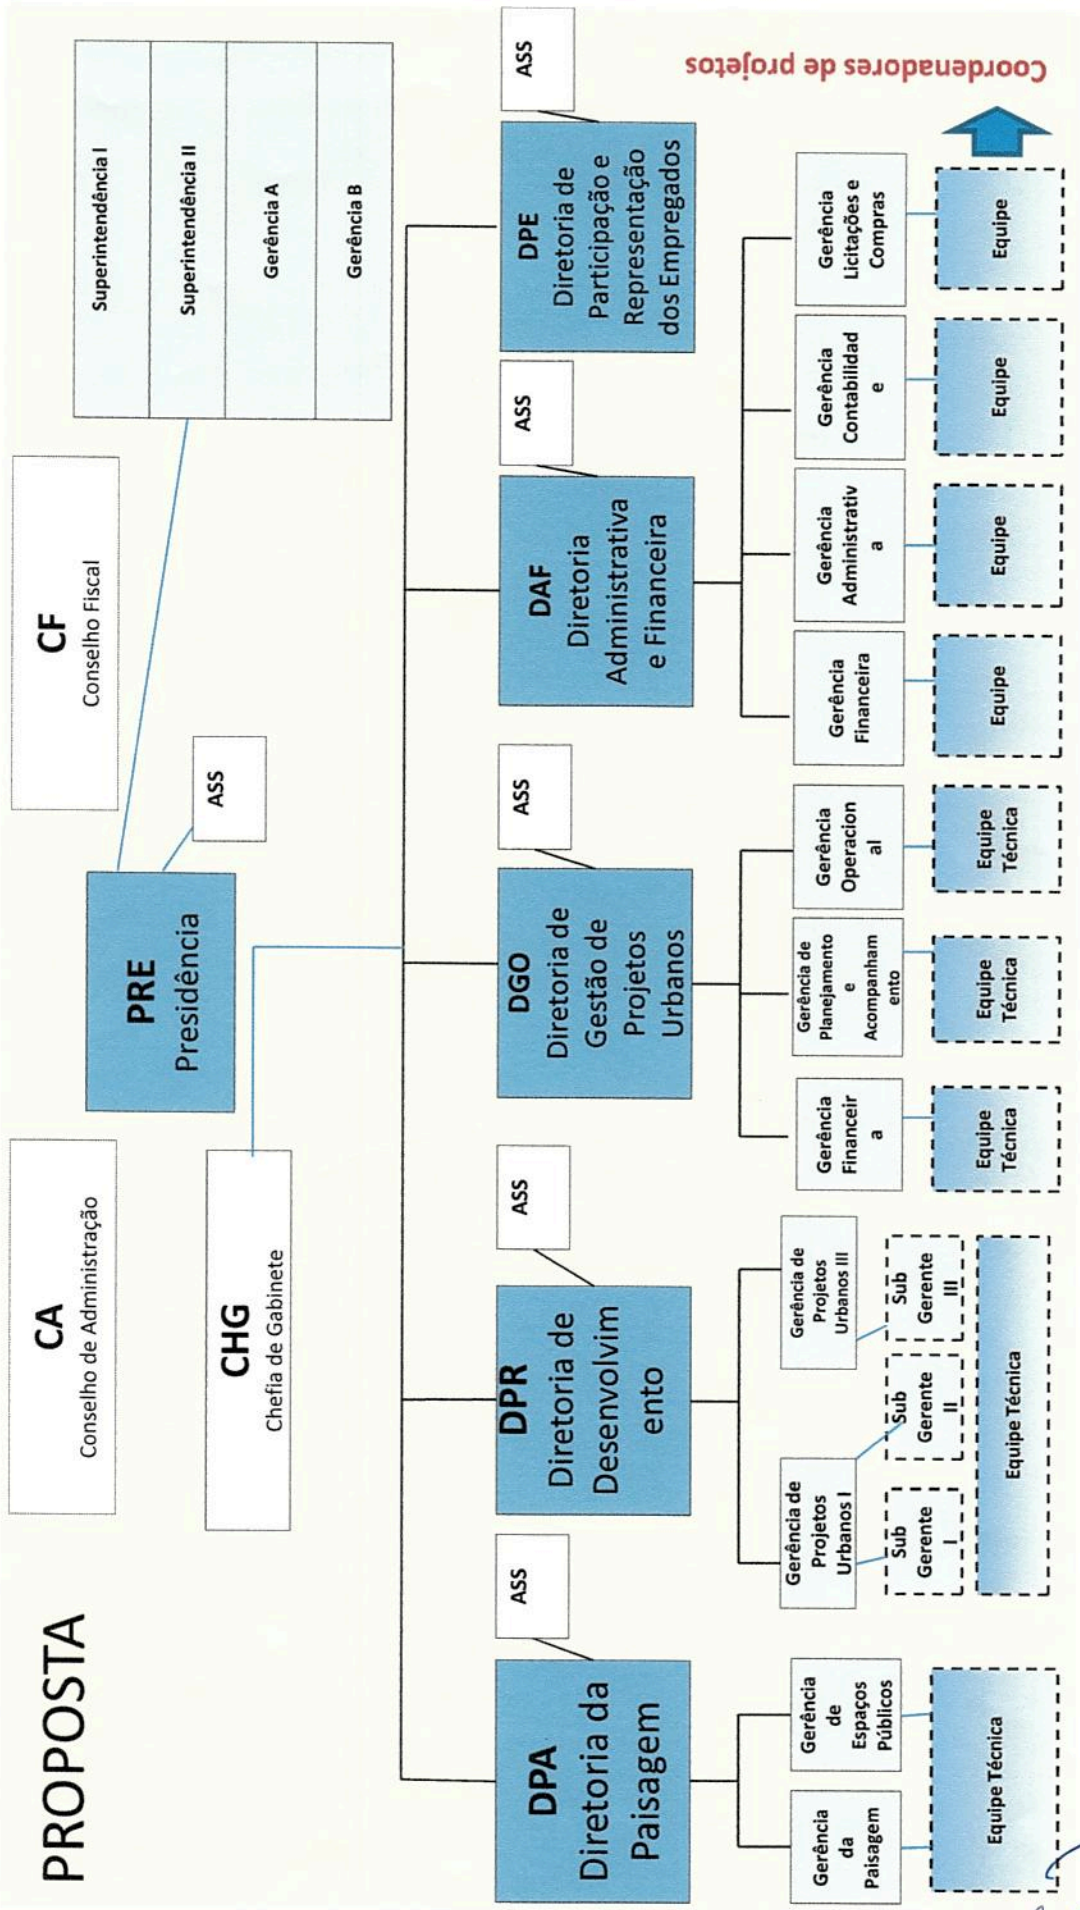 PROPOSTA
CA
Conselho de Administração
CF
Conselho Fiscal
PRE
Presidência
ASS
CHG
Chefia de Gabinete
Superintendência I
Superintendência II
Gerência A
Gerência B
DPA
Diretoria da
Paisagem
ASS
DPR
Diretoria de
Desenvolvim
ento
ASS
DGO
Diretoria de
Gestão de
Projetos
Urbanos
ASS
DAF
Diretoria
Administrativa
e Financeira
ASS
DPE
Diretoria de
Participação e
Representação
dos Empregados
ASS
Gerência
da
Paisagem
Gerência
de
Espaços
Públicos
Equipe Técnica
Gerência de
Projetos
Urbanos I
Gerência de
Projetos
Urbanos III
Sub
Gerente
I
Sub
Gerente
II
Sub
Gerente
III
Equipe Técnica
Gerência
Financeir
a
Gerência de
Planejamento
e
Acompanham
ento
Gerência
Operacion
al
Equipe
Técnica
Equipe
Técnica
Equipe
Técnica
Gerência
Financeira
Gerência
Administrativ
a
Gerência
Contabilidad
e
Gerência
Licitações e
Compras
Equipe
Equipe
Equipe
Equipe
Coordenadores de projetos